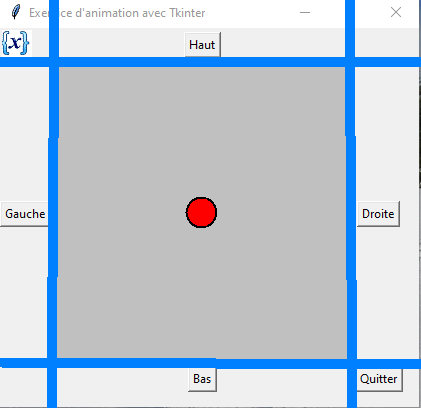 Exercice d'animation avec Tkinter
{x}
Haut
Gauche
Droite
Bas
Quitter